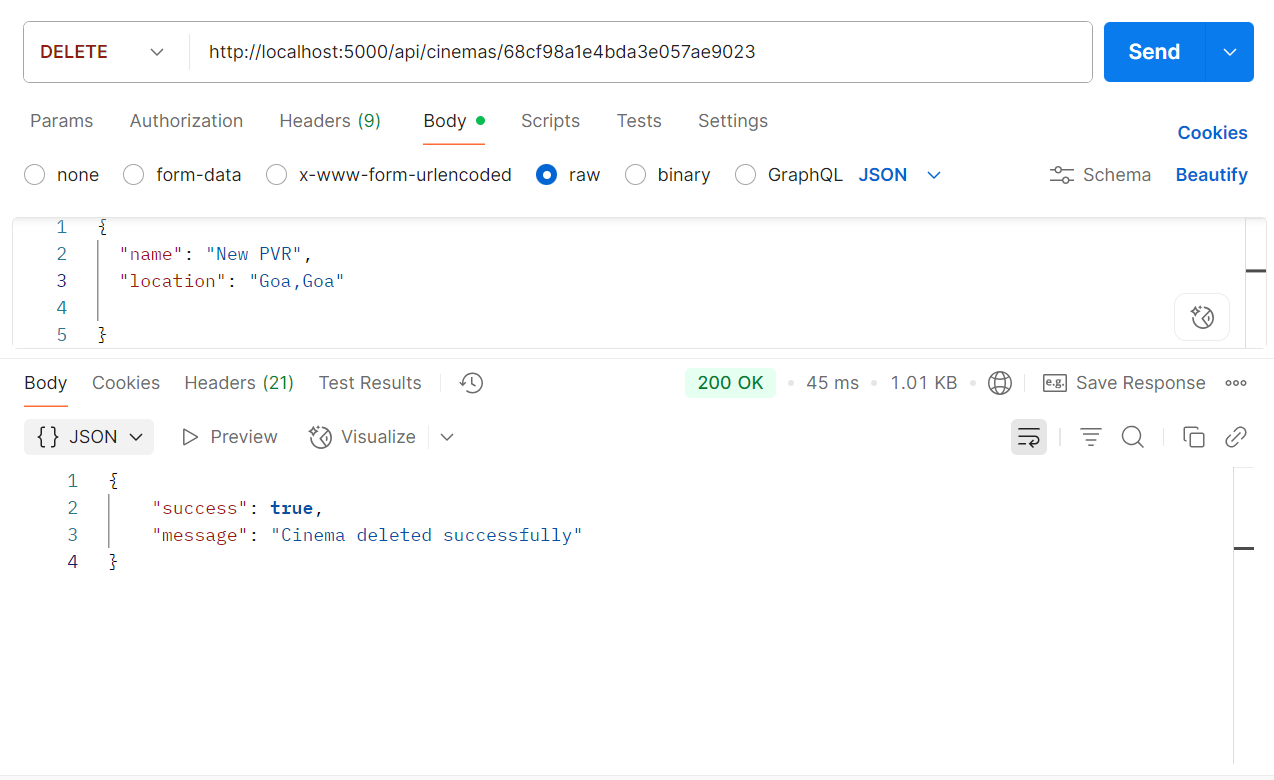 DELETE http://localhost:5000/api/cinemas/68cf98a1e4bda3e057ae9023 Send
Params Authorization Headers (9) Body Scripts Tests Settings Cookies
none form-data x-www-form-urlencoded raw binary GraphQL JSON Schema Beautify
1 {
2 "name": "New PVR",
3 "location": "Goa,Goa"
4
5 }
Body Cookies Headers (21) Test Results 200 OK 45 ms 1.01 KB e.g. Save Response
{} JSON Preview Visualize
1 {
2 "success": true,
3 "message": "Cinema deleted successfully"
4 }